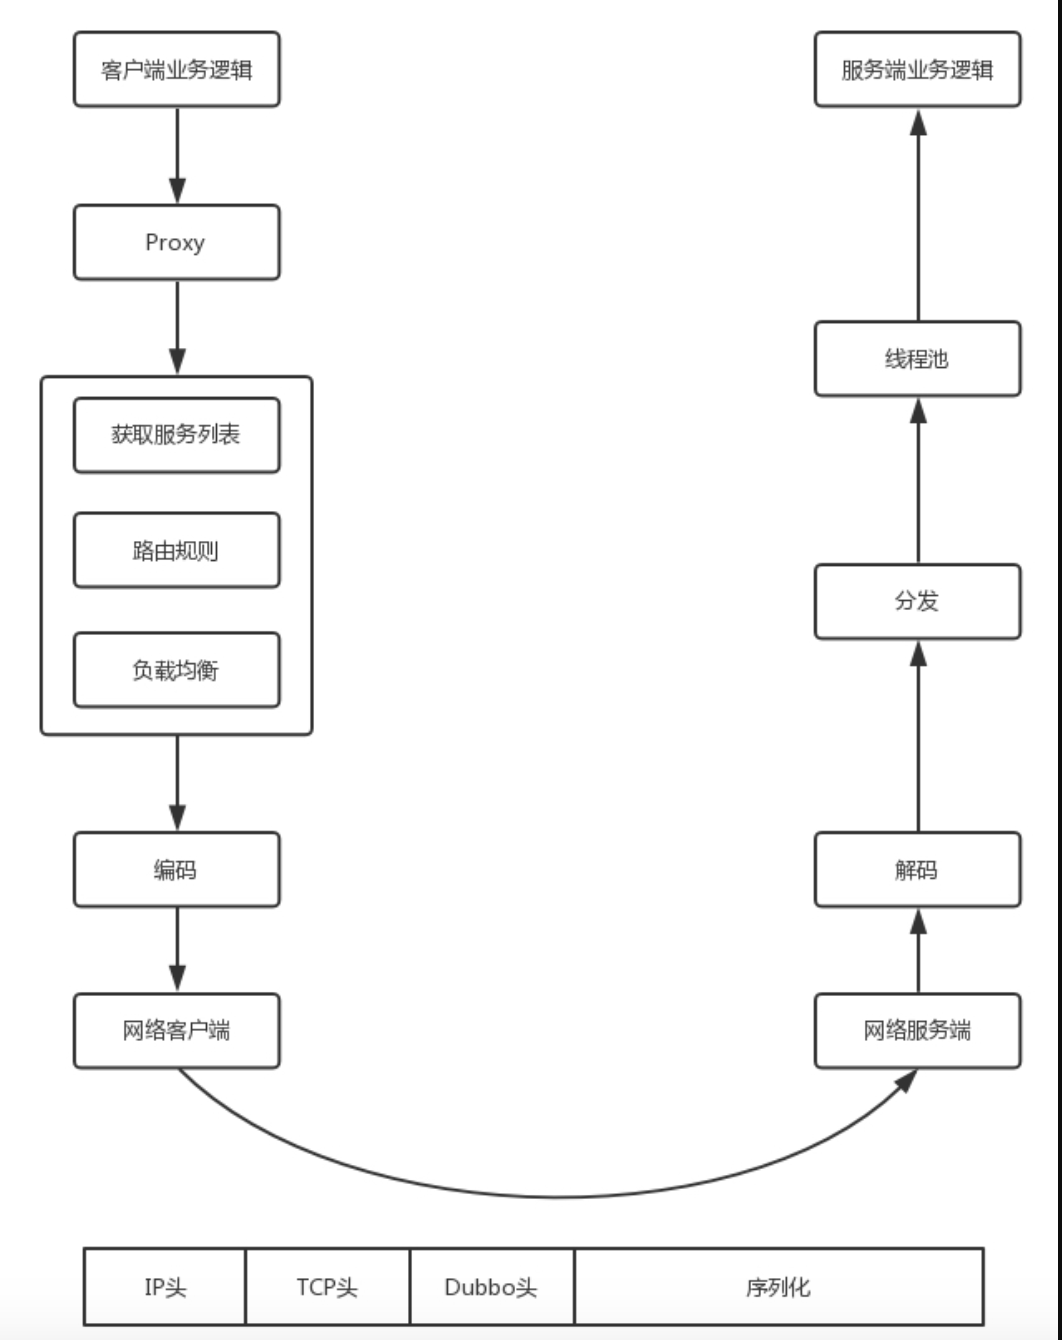 客户端业务逻辑
Proxy
获取服务列表
路由规则
负载均衡
编码
网络客户端
服务端业务逻辑
线程池
分发
解码
网络服务端
IP头
TCP头
Dubbo头
序列化